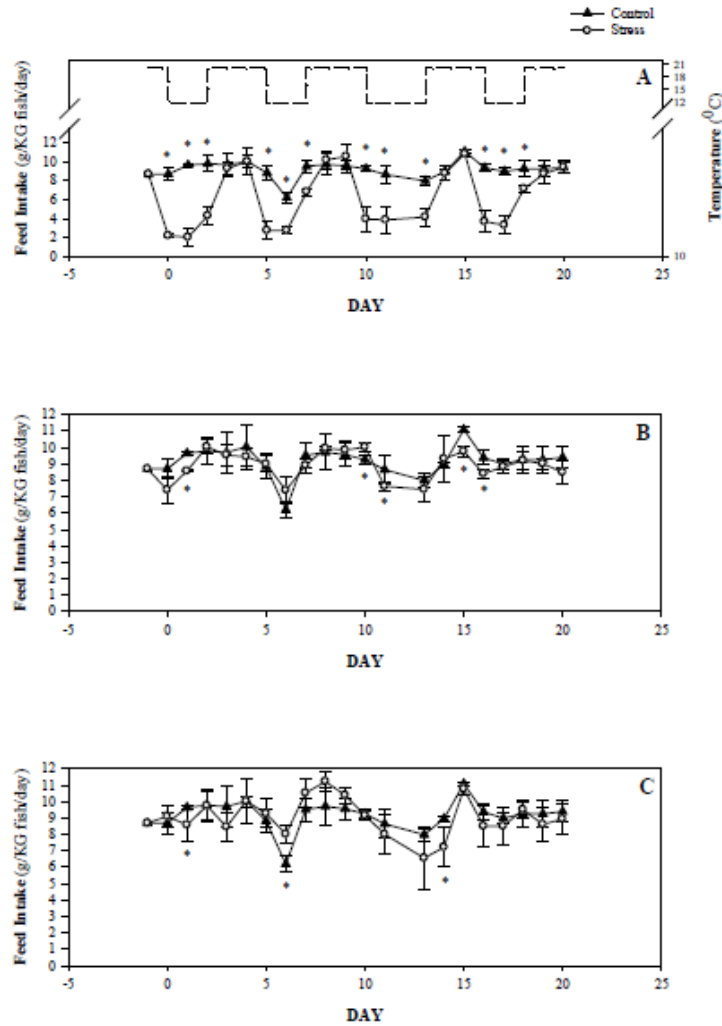 Control
Stress
A
Feed Intake (g/KG fish/day)
12
10
8
6
4
2
0
* * * * * * * * * * * *
21
18
15
12
10
Temperature (⁰C)
-5 0 5 10 15 20 25
DAY
B
Feed Intake (g/KG fish/day)
12
11
10
9
8
7
6
5
4
3
2
1
0
* * * * *
-5 0 5 10 15 20 25
DAY
C
Feed Intake (g/KG fish/day)
12
11
10
9
8
7
6
5
4
3
2
1
0
* * *
-5 0 5 10 15 20 25
DAY